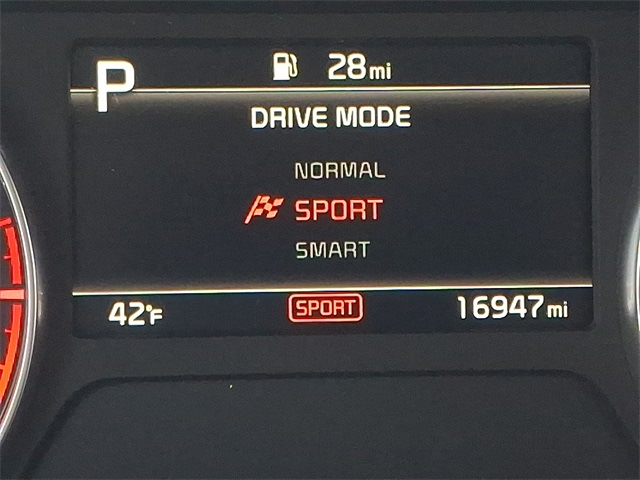 P 28mi
DRIVE MODE
NORMAL
SPORT
SMART
42°F SPORT 16947mi